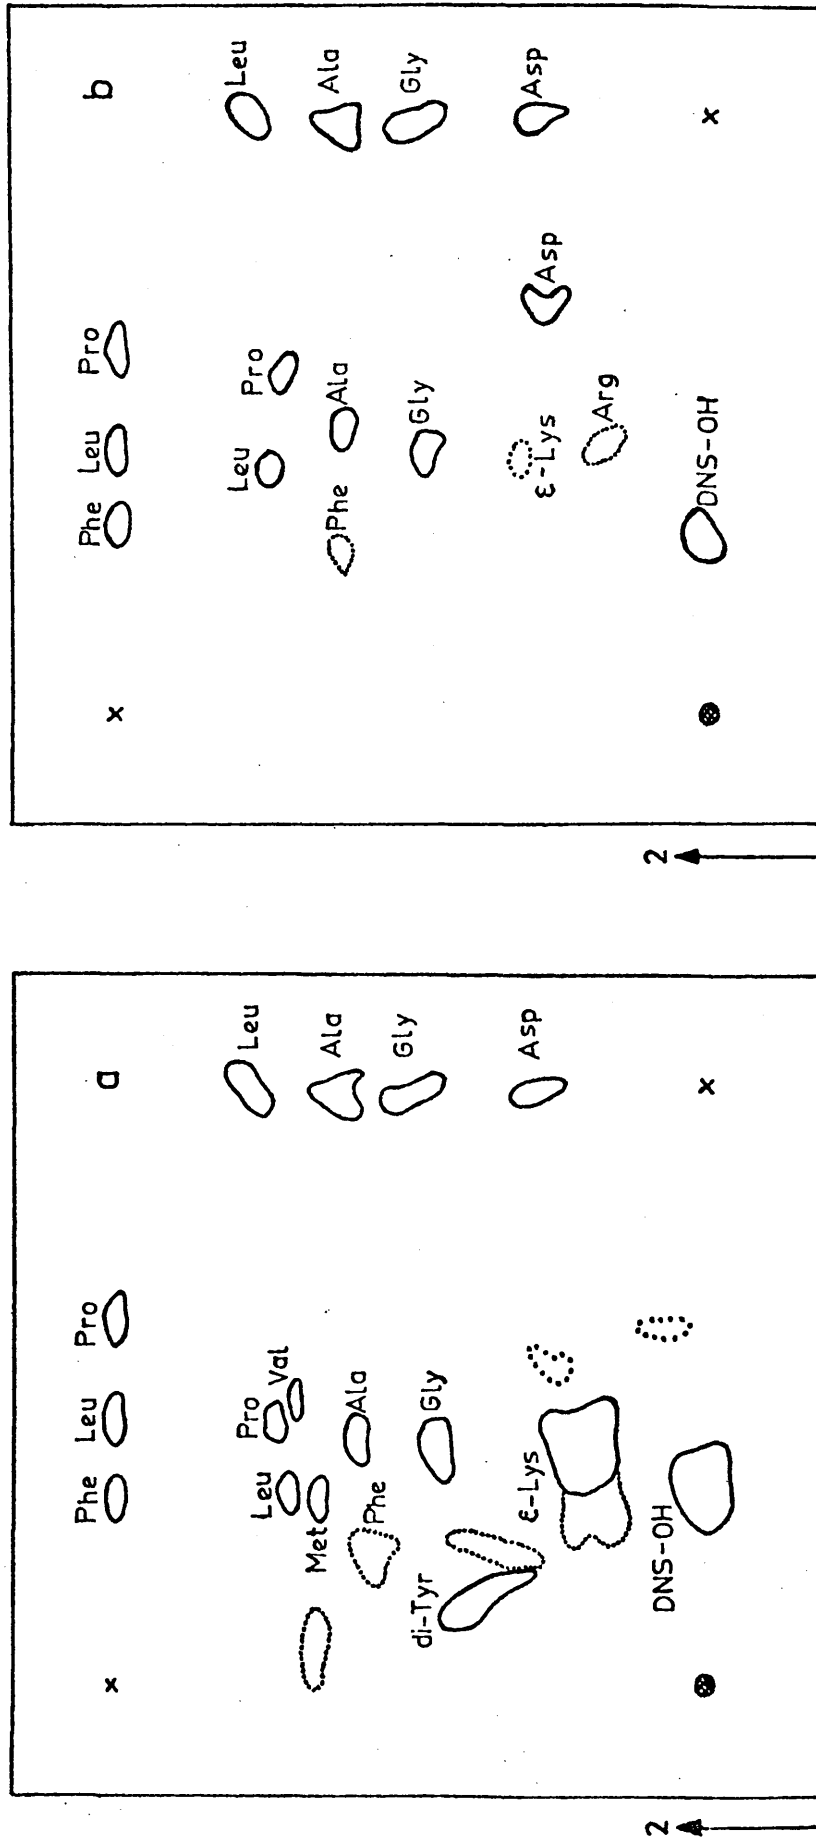 a
Phe Leu Pro
x
Leu Pro
Val
Leu
Met
Ala
Ala
Phe
Gly
di-Tyr
Gly
ε-Lys
Asp
DNS-OH
x
2
b
Phe Leu Pro
x
Leu
Leu Pro
Ala
Phe Ala
Gly
Gly
Asp
ε-Lys Asp
Arg
DNS-OH
x
2